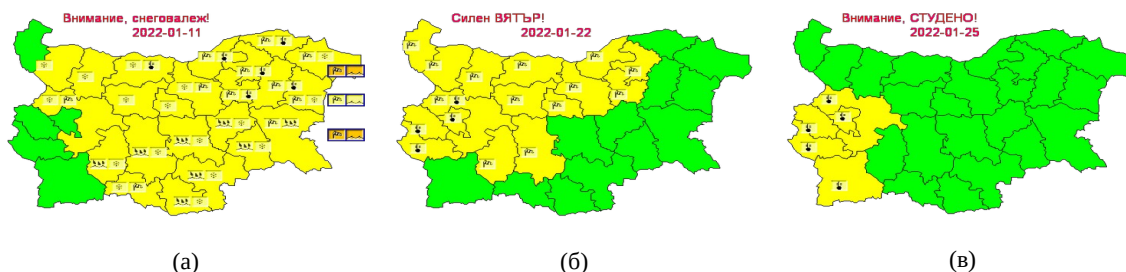 Внимание, снеговалеж!
2022-01-11
Силен ВЯТЪР!
2022-01-22
Внимание, СТУДЕНО!
2022-01-25
(а)
(б)
(в)